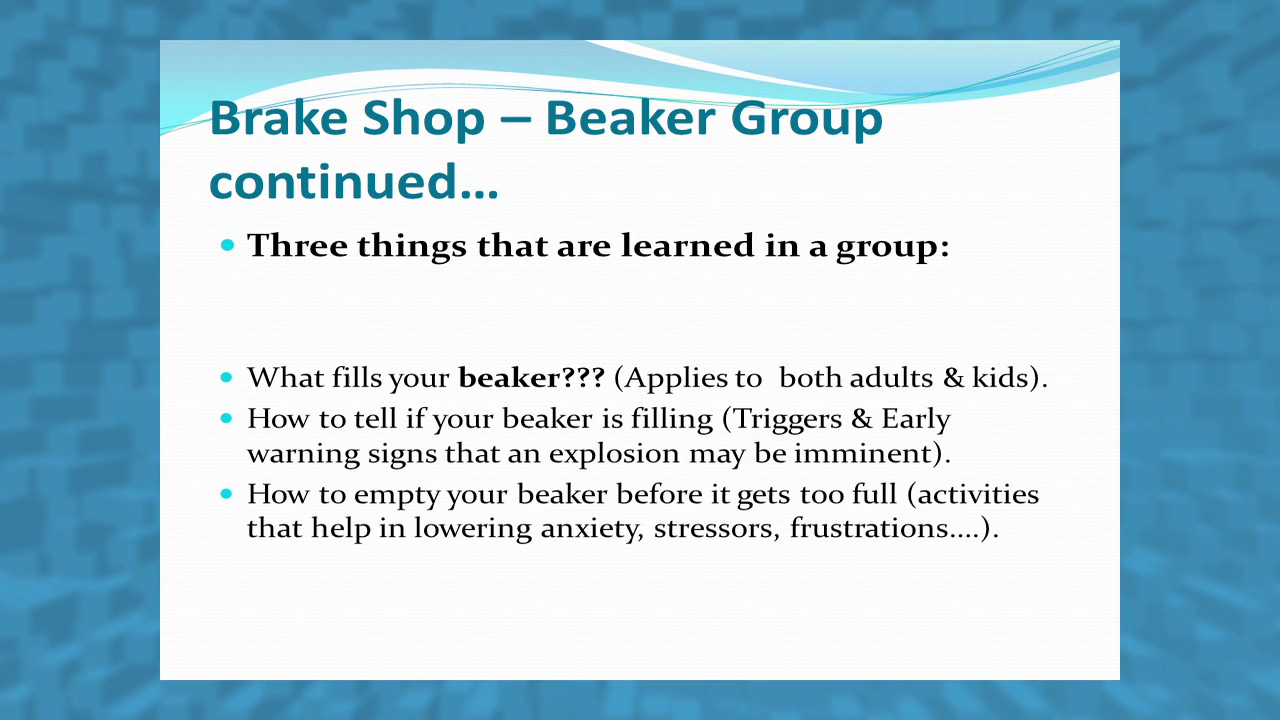 Brake Shop – Beaker Group
continued…
• Three things that are learned in a group:
• What fills your beaker??? (Applies to  both adults & kids).
• How to tell if your beaker is filling (Triggers & Early
warning signs that an explosion may be imminent).
• How to empty your beaker before it gets too full (activities
that help in lowering anxiety, stressors, frustrations….).